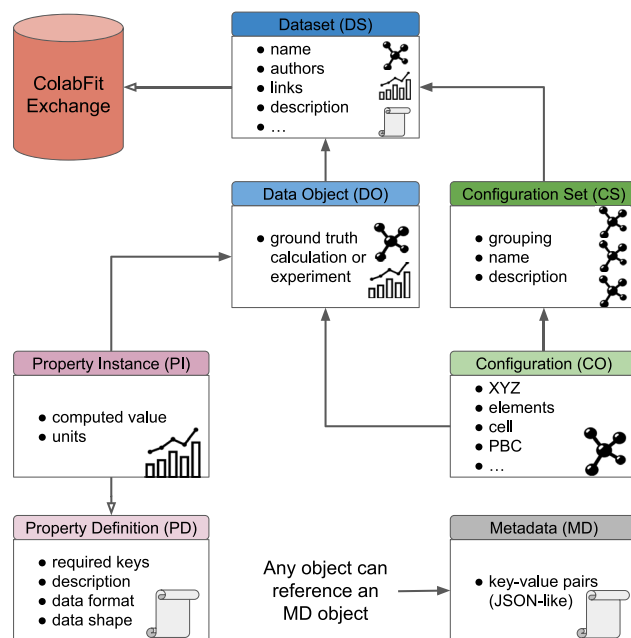 ColabFit
Exchange
Dataset (DS)
● name
● authors
● links
● description
● ...
Data Object (DO)
● ground truth
calculation or
experiment
Configuration Set (CS)
● grouping
● name
● description
Property Instance (PI)
● computed value
● units
Configuration (CO)
● XYZ
● elements
● cell
● PBC
● ...
Property Definition (PD)
● required keys
● description
● data format
● data shape
Any object can
reference an
MD object
Metadata (MD)
● key-value pairs
(JSON-like)